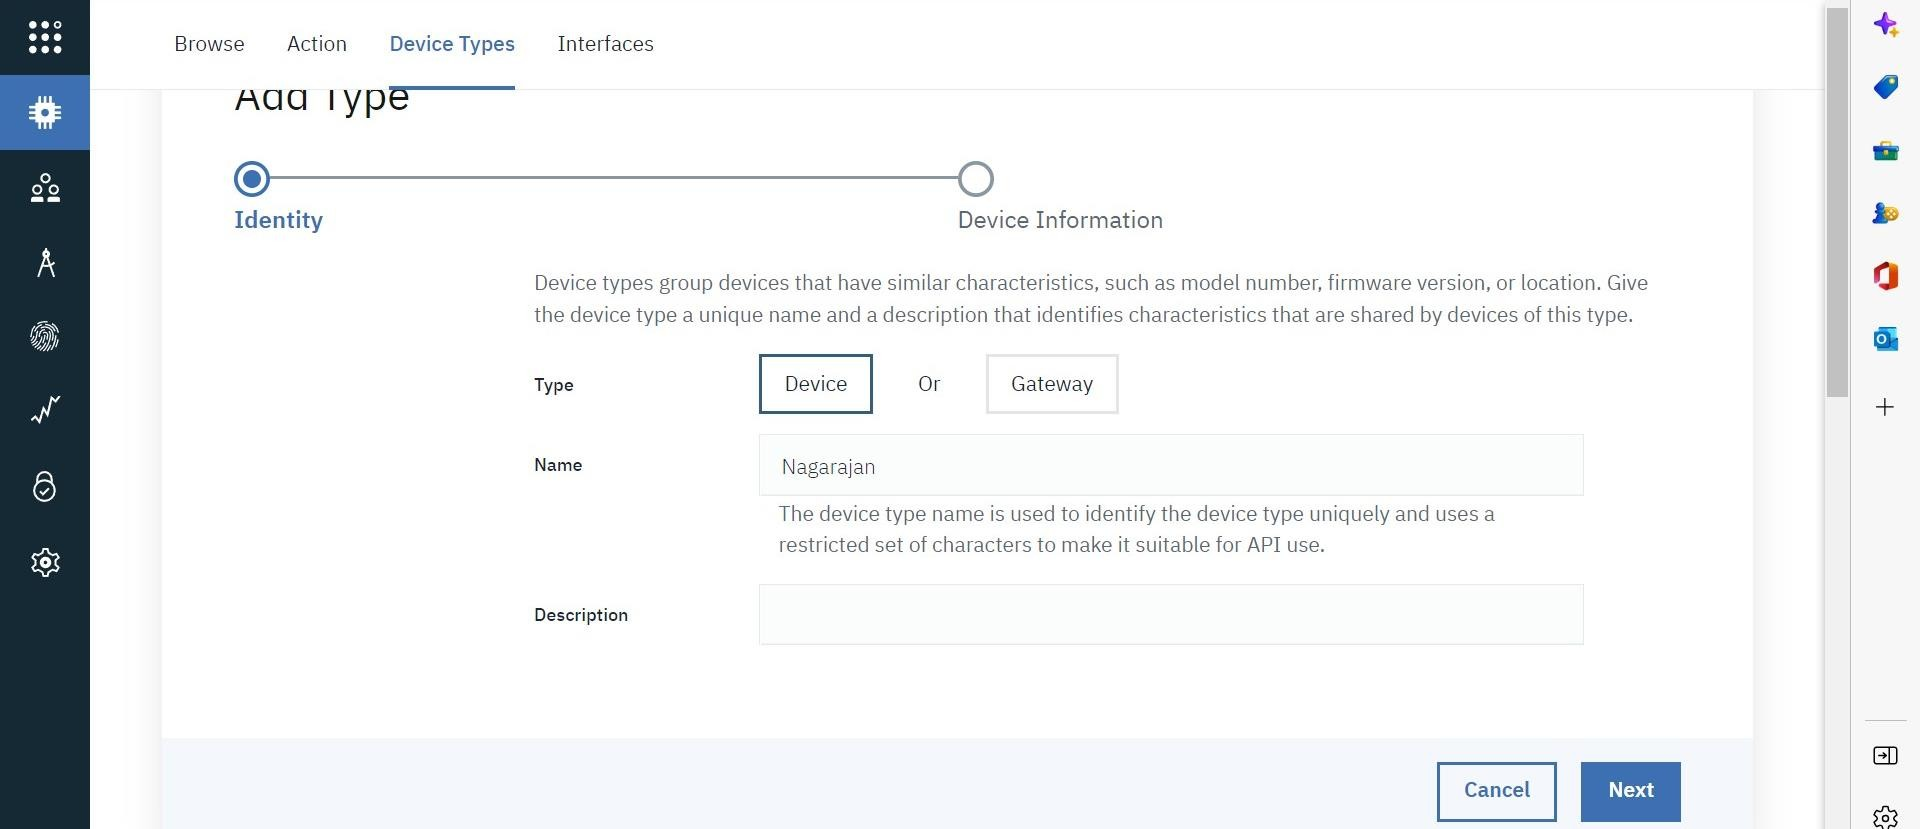 Browse Action Device Types Interfaces
Add Type
Identity Device Information
Device types group devices that have similar characteristics, such as model number, firmware version, or location. Give
the device type a unique name and a description that identifies characteristics that are shared by devices of this type.
Type Device Or Gateway
Name Nagarajan
The device type name is used to identify the device type uniquely and uses a
restricted set of characters to make it suitable for API use.
Description
Cancel Next